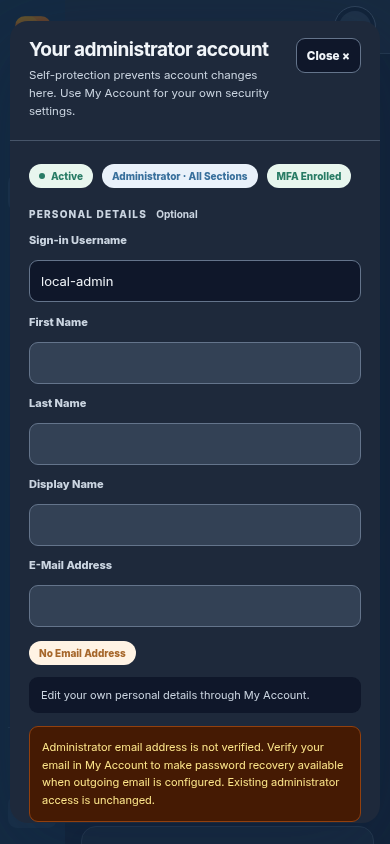 Your administrator account
Close ×
Self-protection prevents account changes
here. Use My Account for your own security
settings.
Active
Administrator · All Sections
MFA Enrolled
PERSONAL DETAILS Optional
Sign-in Username
local-admin
First Name
Last Name
Display Name
E-Mail Address
No Email Address
Edit your own personal details through My Account.
Administrator email address is not verified. Verify your
email in My Account to make password recovery available
when outgoing email is configured. Existing administrator
access is unchanged.